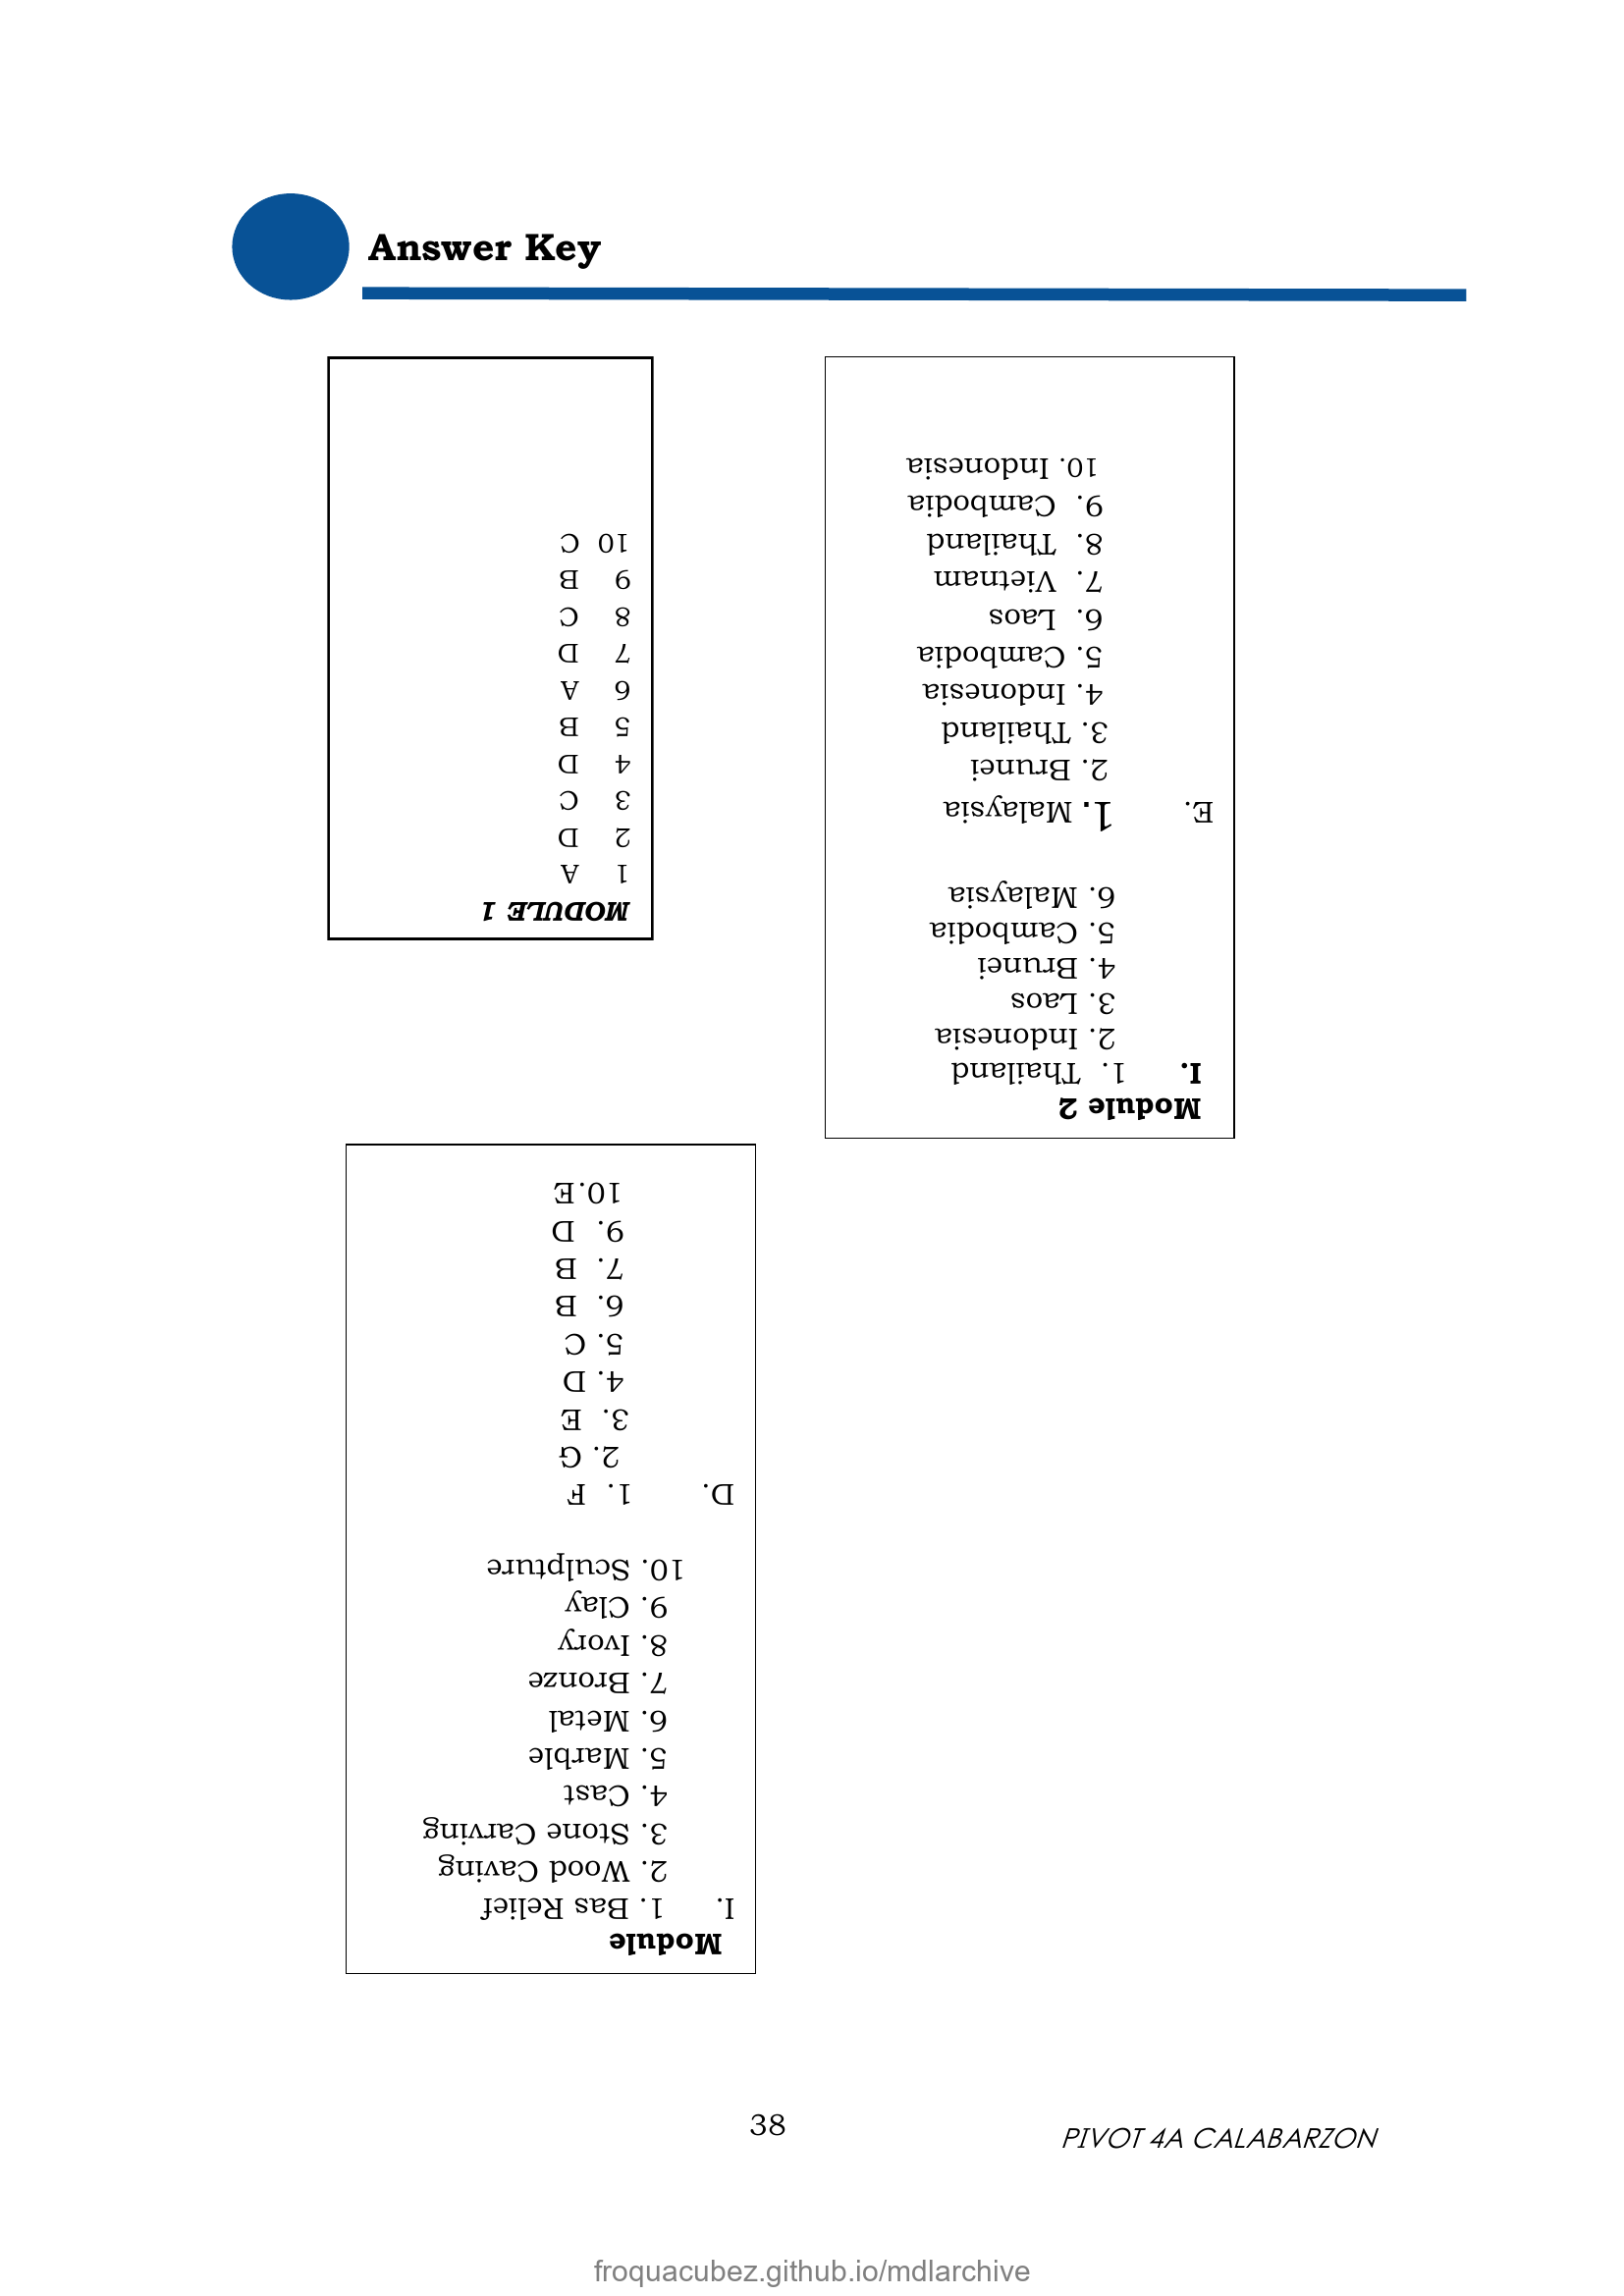 Answer Key
MODULE 1
1 A
2 D
3 C
4 D
5 B
6 A
7 D
8 C
9 B
10 C
Module 2
I. 1. Thailand
2. Indonesia
3. Laos
4. Brunei
5. Cambodia
6. Malaysia
E. 1. Malaysia
2. Brunei
3. Thailand
4. Indonesia
5. Cambodia
6. Laos
7. Vietnam
8. Thailand
9. Cambodia
10. Indonesia
Module
I. 1. Bas Relief
2. Wood Caving
3. Stone Carving
4. Cast
5. Marble
6. Metal
7. Bronze
8. Ivory
9. Clay
10. Sculpture
D. 1. F
2. G
3. E
4. D
5. C
6. B
7. B
9. D
10.E
38
PIVOT 4A CALABARZON
froquacubez.github.io/mdlarchive